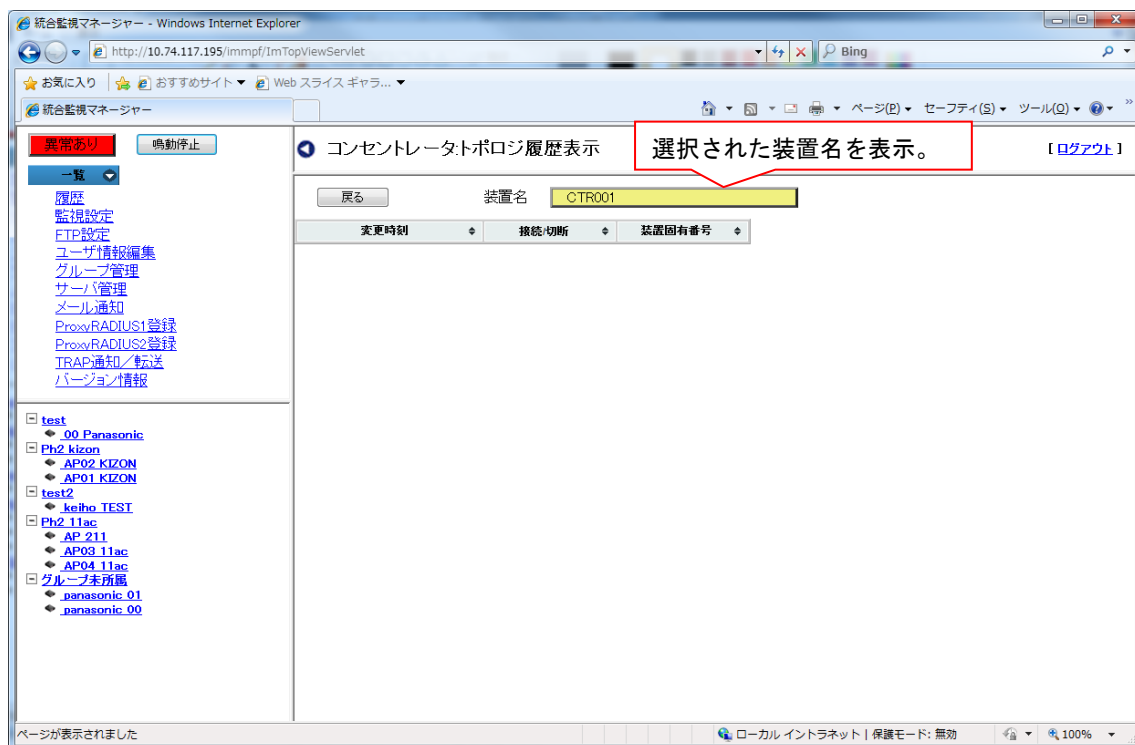 統合監視マネージャー - Windows Internet Explorer
http://10.74.117.195/immpf/ImTopViewServlet
Bing
お気に入り
おすすめサイト ▼
Web スライス ギャラ... ▼
統合監視マネージャー
ページ(P) ▼
セーフティ(S) ▼
ツール(O) ▼
»
異常あり
鳴動停止
一覧
履歴
監視設定
FTP設定
ユーザ情報編集
グループ管理
サーバ管理
メール通知
ProxyRADIUS1登録
ProxyRADIUS2登録
TRAP通知/転送
バージョン情報
test
00 Panasonic
Ph2 kizon
AP02 KIZON
AP01 KIZON
test2
keiho TEST
Ph2 11ac
AP 211
AP03 11ac
AP04 11ac
グループ未所属
panasonic 01
panasonic 00
コンセントレータ:トポロジ履歴表示
選択された装置名を表示。
[ ログアウト ]
戻る
装置名
CTR001
変更時刻
接続/切断
装置固有番号
ページが表示されました
ローカル イントラネット | 保護モード: 無効
100%